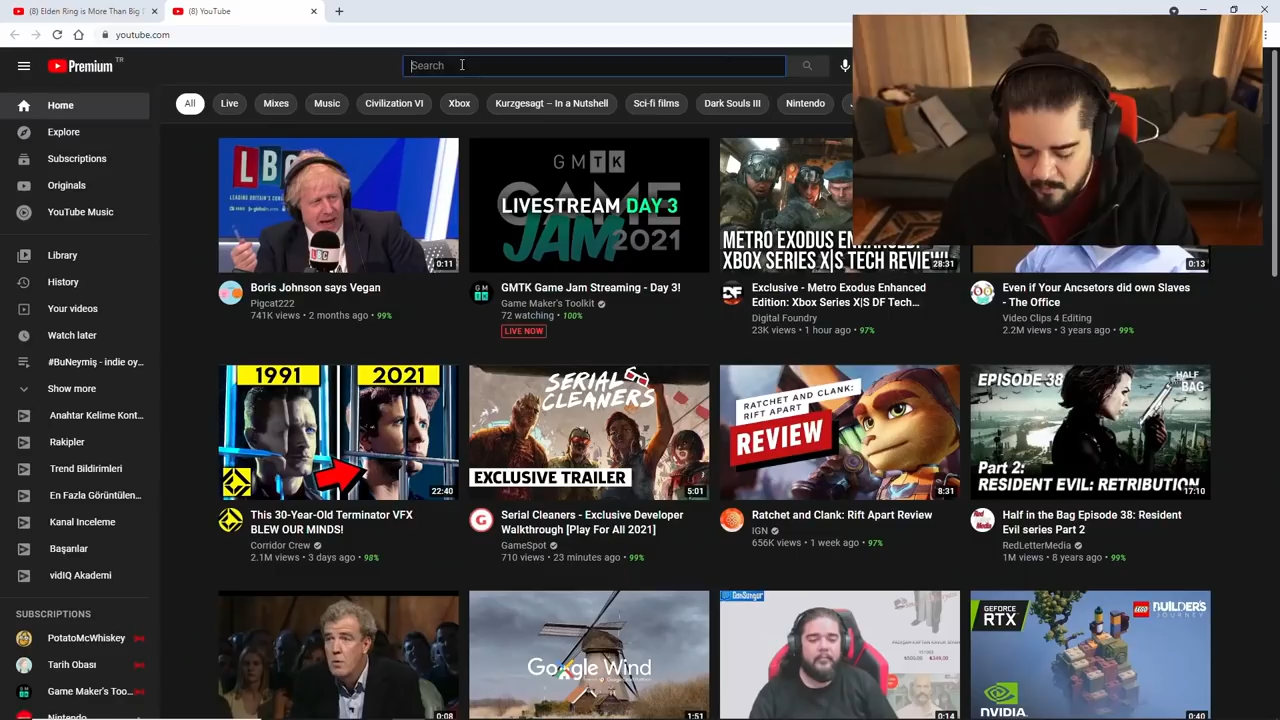 (8) Elden Ring is More Than Big D
(8) YouTube
youtube.com
Premium TR
Search
All
Live
Mixes
Music
Civilization VI
Xbox
Kurzgesagt – In a Nutshell
Sci-fi films
Dark Souls III
Nintendo
Home
Explore
Subscriptions
Originals
YouTube Music
Library
History
Your videos
Watch later
#BuNeymiş - indie oy...
Show more
Anahtar Kelime Kont...
Rakipler
Trend Bildirimleri
En Fazla Görüntülen...
Kanal Inceleme
Başarılar
vidIQ Akademi
SUBSCRIPTIONS
PotatoMcWhiskey
Tarih Obası
Game Maker's Too...
Nintendo
LBC
LBC
0:11
Boris Johnson says Vegan
Pigcat222
741K views • 2 months ago • 99%
GMTK
GAME
LIVESTREAM DAY 3
JAM 2021
GMTK Game Jam Streaming - Day 3!
Game Maker's Toolkit
72 watching • 100%
LIVE NOW
METRO EXODUS ENHANCED:
XBOX SERIES X|S TECH REVIEW!
28:31
Exclusive - Metro Exodus Enhanced
Edition: Xbox Series X|S DF Tech...
Digital Foundry
23K views • 1 hour ago • 97%
0:13
Even if Your Ancsetors did own Slaves
- The Office
Video Clips 4 Editing
2.2M views • 3 years ago • 99%
1991
2021
22:40
This 30-Year-Old Terminator VFX
BLEW OUR MINDS!
Corridor Crew
2.1M views • 3 days ago • 98%
SERIAL
CLEANERS
EXCLUSIVE TRAILER
5:01
Serial Cleaners - Exclusive Developer
Walkthrough [Play For All 2021]
GameSpot
710 views • 23 minutes ago • 99%
RATCHET AND CLANK:
RIFT APART
REVIEW
8:31
Ratchet and Clank: Rift Apart Review
IGN
656K views • 1 week ago • 97%
EPISODE 38
HALF
BAG
Part 2:
RESIDENT EVIL: RETRIBUTION
17:10
Half in the Bag Episode 38: Resident
Evil series Part 2
RedLetterMedia
1M views • 8 years ago • 99%
0:08
Google Wind
1:51
DanSungur
0:14
GEFORCE
RTX
LEGO BUILDER'S
JOURNEY
NVIDIA
0:40